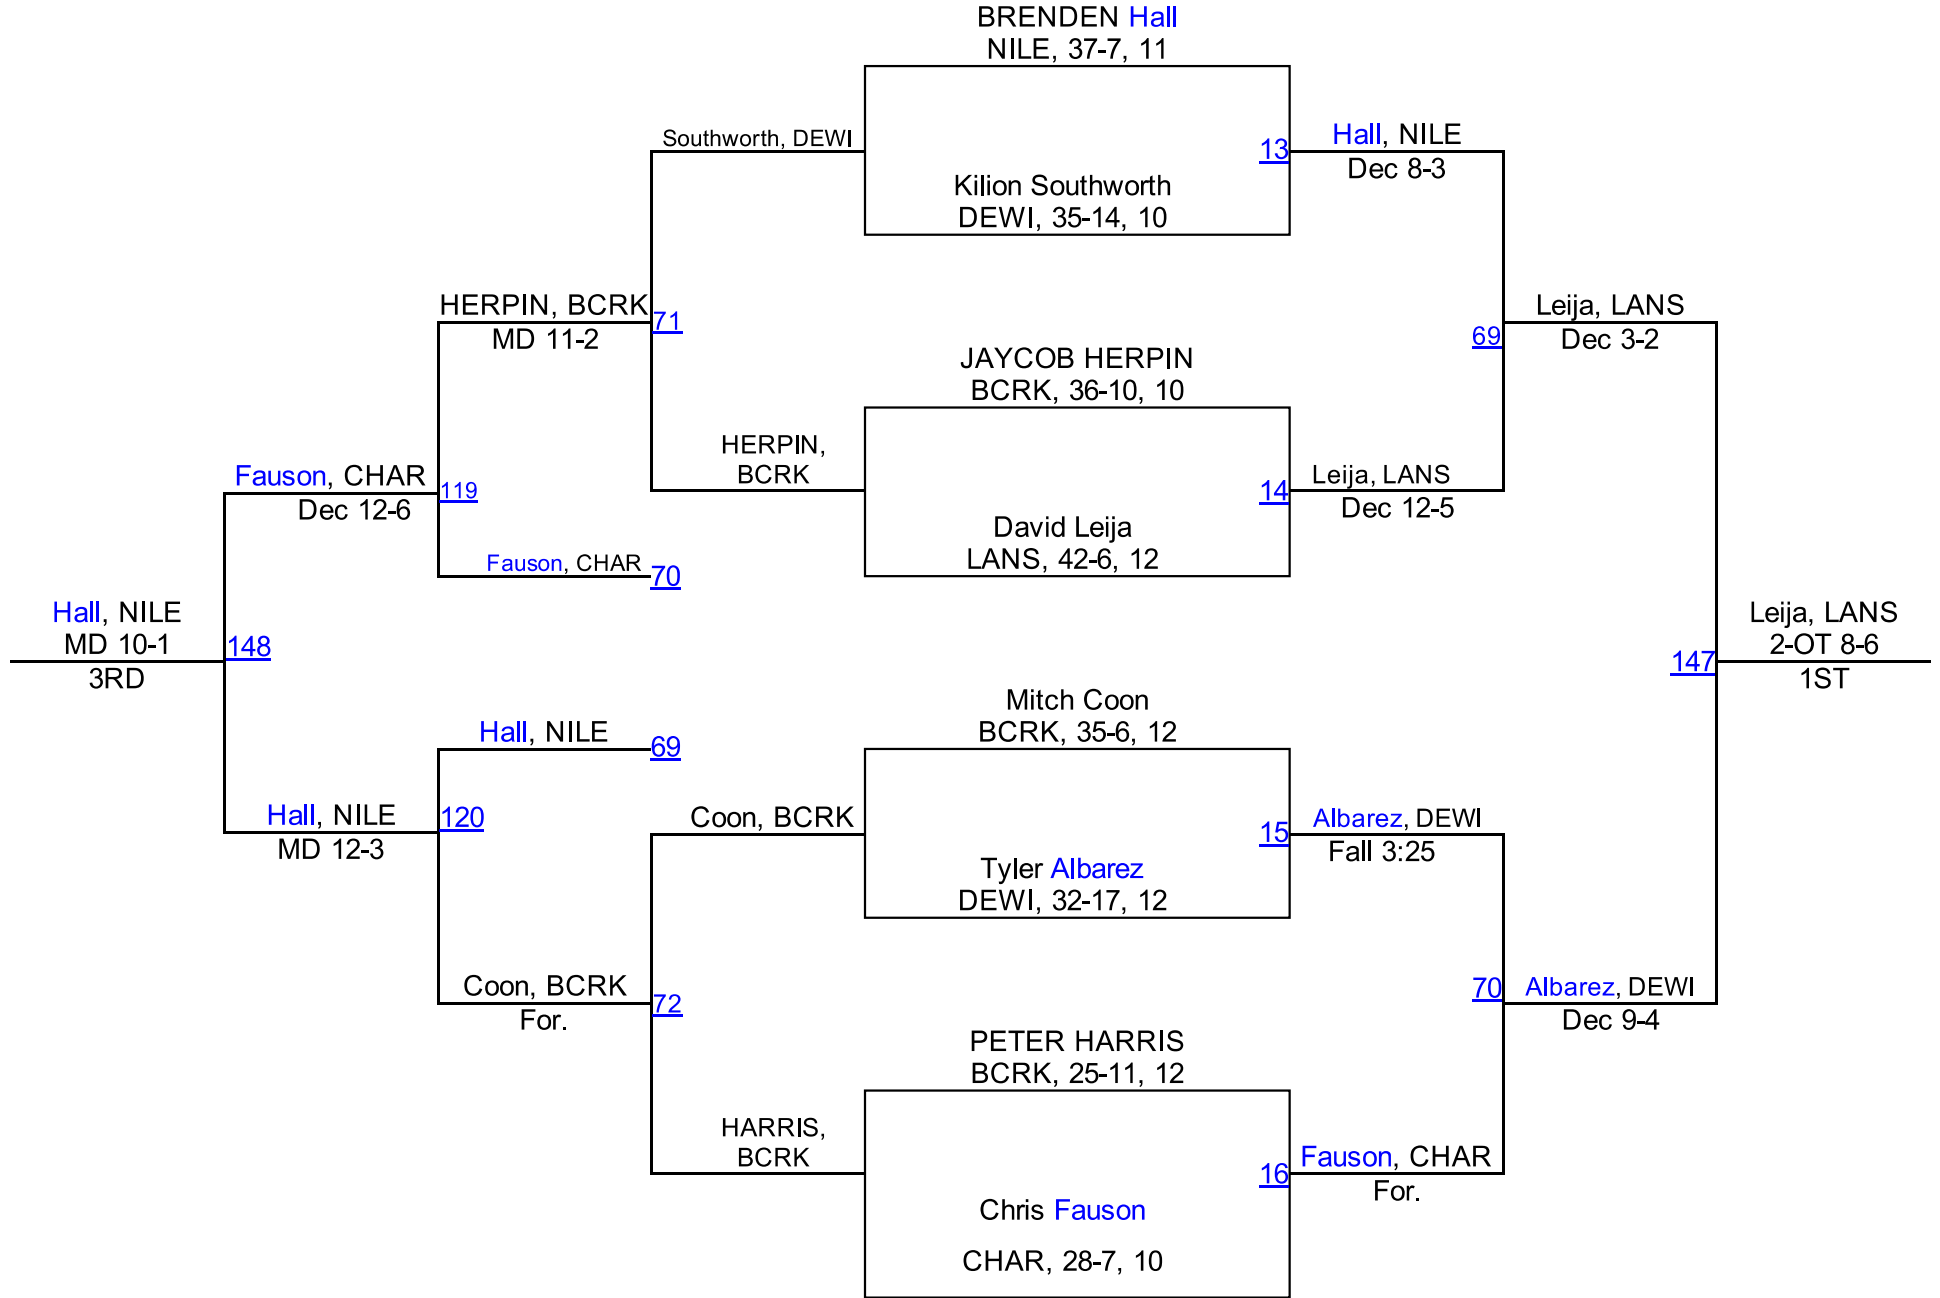 BRENDEN Hall
NILE, 37-7, 11
Southworth, DEWI
13
Hall, NILE
Dec 8-3
Kilion Southworth
DEWI, 35-14, 10
HERPIN, BCRK
MD 11-2
71
69
Leija, LANS
Dec 3-2
JAYCOB HERPIN
BCRK, 36-10, 10
HERPIN,
BCRK
14
Leija, LANS
Dec 12-5
Fauson, CHAR
Dec 12-6
119
David Leija
LANS, 42-6, 12
Fauson, CHAR
70
Hall, NILE
MD 10-1
3RD
148
147
Leija, LANS
2-OT 8-6
1ST
Hall, NILE
69
Mitch Coon
BCRK, 35-6, 12
Hall, NILE
MD 12-3
120
Coon, BCRK
15
Albarez, DEWI
Fall 3:25
Tyler Albarez
DEWI, 32-17, 12
Coon, BCRK
For.
72
70
Albarez, DEWI
Dec 9-4
PETER HARRIS
BCRK, 25-11, 12
HARRIS,
BCRK
16
Fauson, CHAR
For.
Chris Fauson
CHAR, 28-7, 10